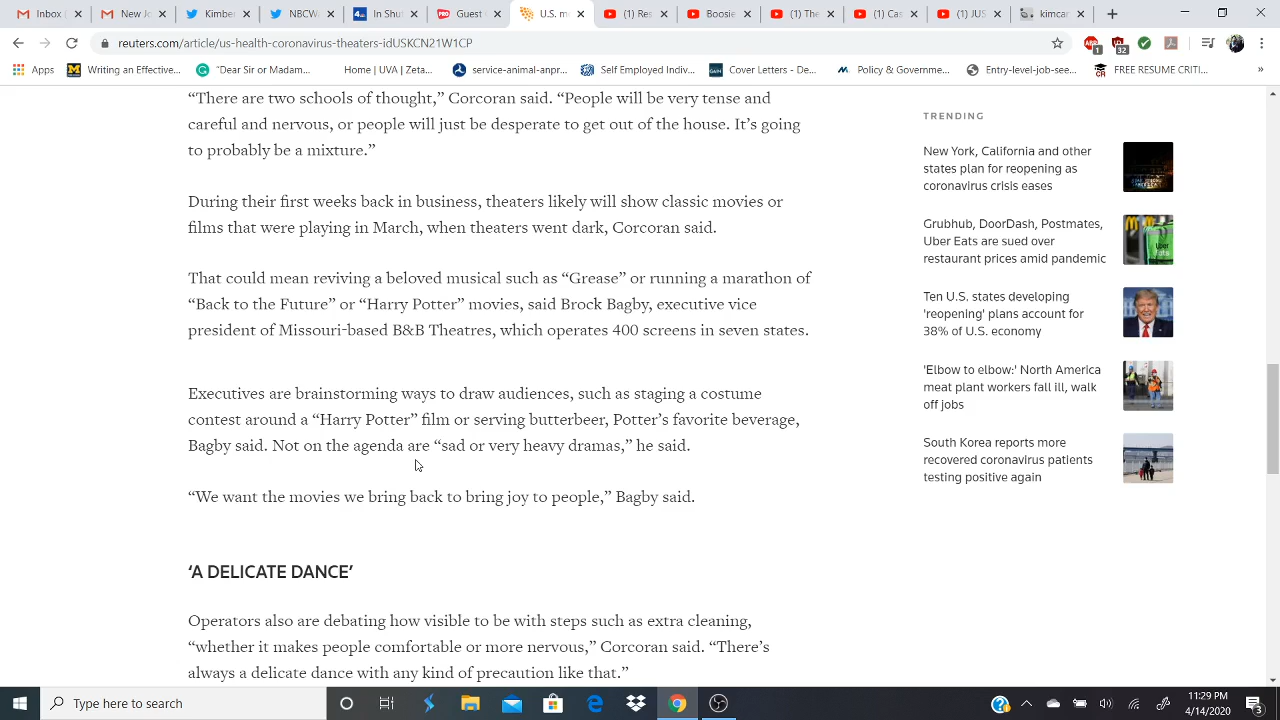 Inbox
New J
NBC
In Shc
Guest
U.S. m
(1) Re
Boosie
(1) The
(1) Cas
(1) JUS
kimcar
reuters.com/article/us-health-coronavirus-theaters-idUSKCN21W1CP
1
32
Apps
Writing an Effective...
"Dear Sir or Madam...
Home | UVA | Zeta...
service-animal-anpr...
Self Employed Indiv...
Cover Letters - De...
Policy & Governme...
Entry-level-job-see...
FREE RESUME CRITI...
»
“There are two schools of thought,” Corcoran said. “People will be very tense and
careful and nervous, or people will just be desperate to get out of the house. It’s going
to probably be a mixture.”
During their first weeks back in business, theaters likely will show classic movies or
films that were playing in March, when theaters went dark, Corcoran said.
That could mean reviving a beloved musical such as “Grease” or running a marathon of
“Back to the Future” or “Harry Potter” movies, said Brock Bagby, executive vice
president of Missouri-based B&B Theatres, which operates 400 screens in seven states.
Executives are brainstorming ways to draw audiences, such as staging a costume
contest around a “Harry Potter” film or serving butterbeer, Potter’s favorite beverage,
Bagby said. Not on the agenda are “sad or very heavy dramas,” he said.
“We want the movies we bring back to bring joy to people,” Bagby said.
‘A DELICATE DANCE’
Operators also are debating how visible to be with steps such as extra cleaning,
“whether it makes people comfortable or more nervous,” Corcoran said. “There’s
always a delicate dance with any kind of precaution like that.”
TRENDING
New York, California and other
states plan for reopening as
coronavirus crisis eases
Grubhub, DoorDash, Postmates,
Uber Eats are sued over
restaurant prices amid pandemic
Ten U.S. states developing
'reopening' plans account for
38% of U.S. economy
'Elbow to elbow:' North America
meat plant workers fall ill, walk
off jobs
South Korea reports more
recovered coronavirus patients
testing positive again
Type here to search
11:29 PM
4/14/2020